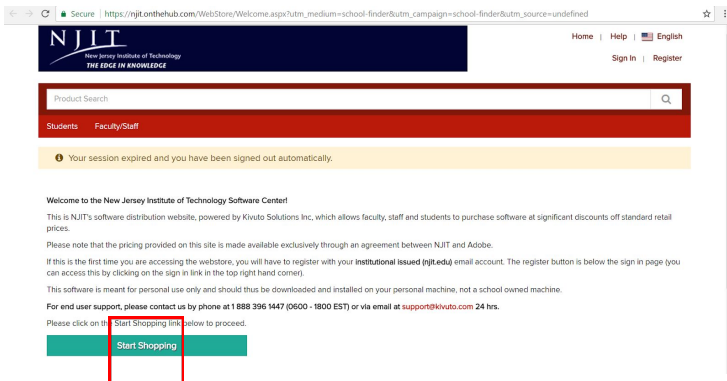 Secure | https://njit.onthehub.com/WebStore/Welcome.aspx?utm_medium=school-finder&utm_campaign=school-finder&utm_source=undefined
NJIT
New Jersey Institute of Technology
THE EDGE IN KNOWLEDGE
Home | Help | English
Sign In | Register
Product Search
Students Faculty/Staff
Your session expired and you have been signed out automatically.
Welcome to the New Jersey Institute of Technology Software Center!
This is NJIT's software distribution website, powered by Kivuto Solutions Inc, which allows faculty, staff and students to purchase software at significant discounts off standard retail
prices.
Please note that the pricing provided on this site is made available exclusively through an agreement between NJIT and Adobe.
If this is the first time you are accessing the webstore, you will have to register with your institutional issued (njit.edu) email account. The register button is below the sign in page (you
can access this by clicking on the sign in link in the top right hand corner).
This software is meant for personal use only and should thus be downloaded and installed on your personal machine, not a school owned machine.
For end user support, please contact us by phone at 1 888 396 1447 (0600 - 1800 EST) or via email at support@kivuto.com 24 hrs.
Please click on the Start Shopping link below to proceed.
Start Shopping